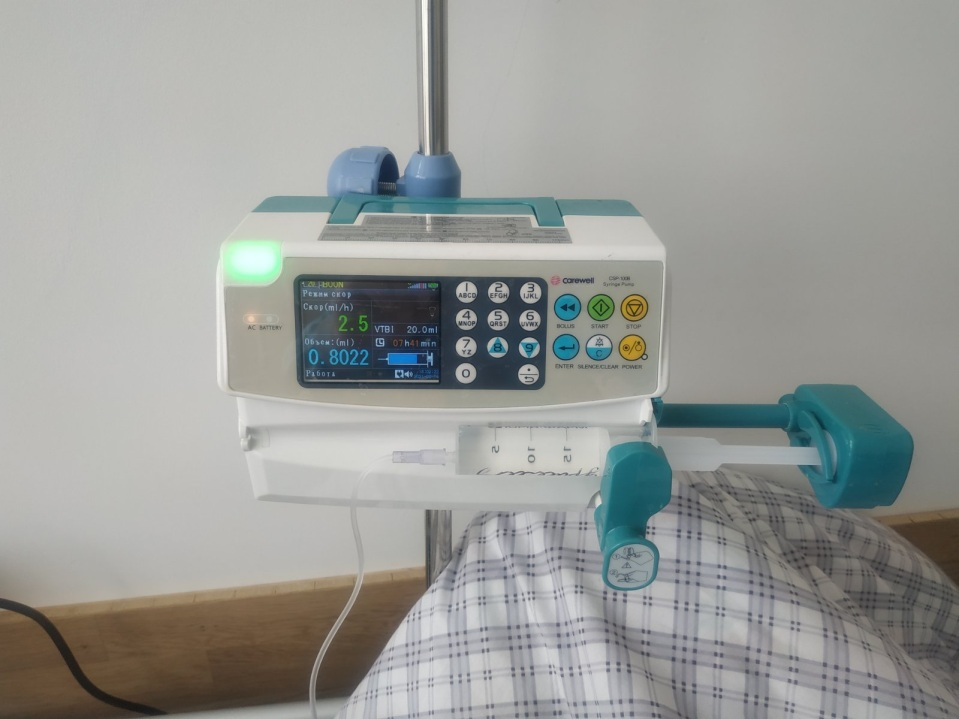 Режим скор
Скор(ml/h)
2.5
VTBI 20.0ml
Объем:(ml)
07h41min
0.8022
Работа
1
ABCD
2
EFGH
3
IJKL
4
MNOP
5
QRST
6
UVWX
7
YZ
8
9
0
carewell
Syringe Pump
BOLUS
START
STOP
ENTER
SILENCE/CLEAR
POWER
AC BATTERY
5
10
15